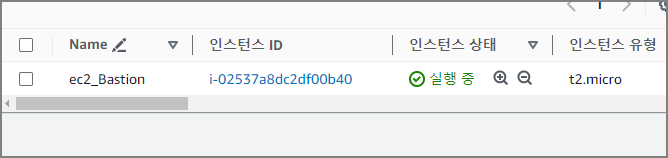 1
Name 인스턴스 ID 인스턴스 상태 인스턴스 유형
ec2_Bastion i-02537a8dc2df00b40 실행 중 t2.micro